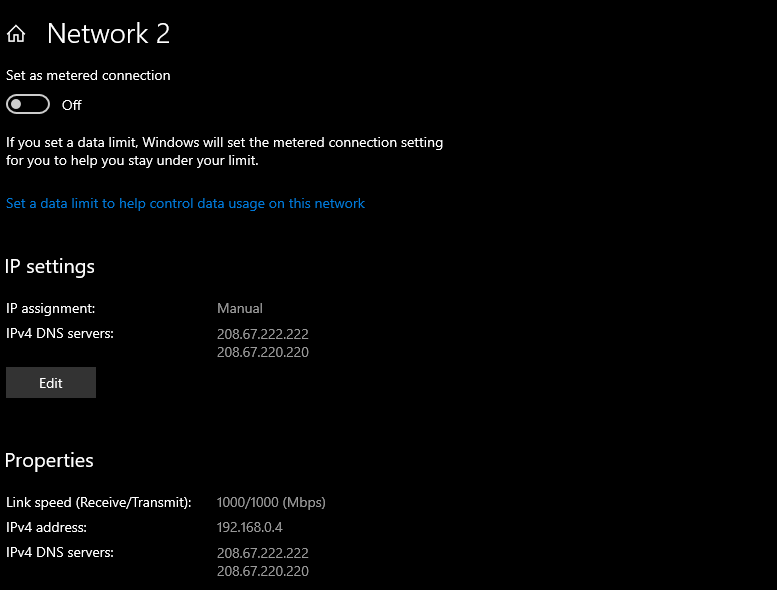 Network 2
Set as metered connection
Off
If you set a data limit, Windows will set the metered connection setting
for you to help you stay under your limit.
Set a data limit to help control data usage on this network
IP settings
IP assignment: Manual
IPv4 DNS servers: 208.67.222.222
208.67.220.220
Edit
Properties
Link speed (Receive/Transmit): 1000/1000 (Mbps)
IPv4 address: 192.168.0.4
IPv4 DNS servers: 208.67.222.222
208.67.220.220